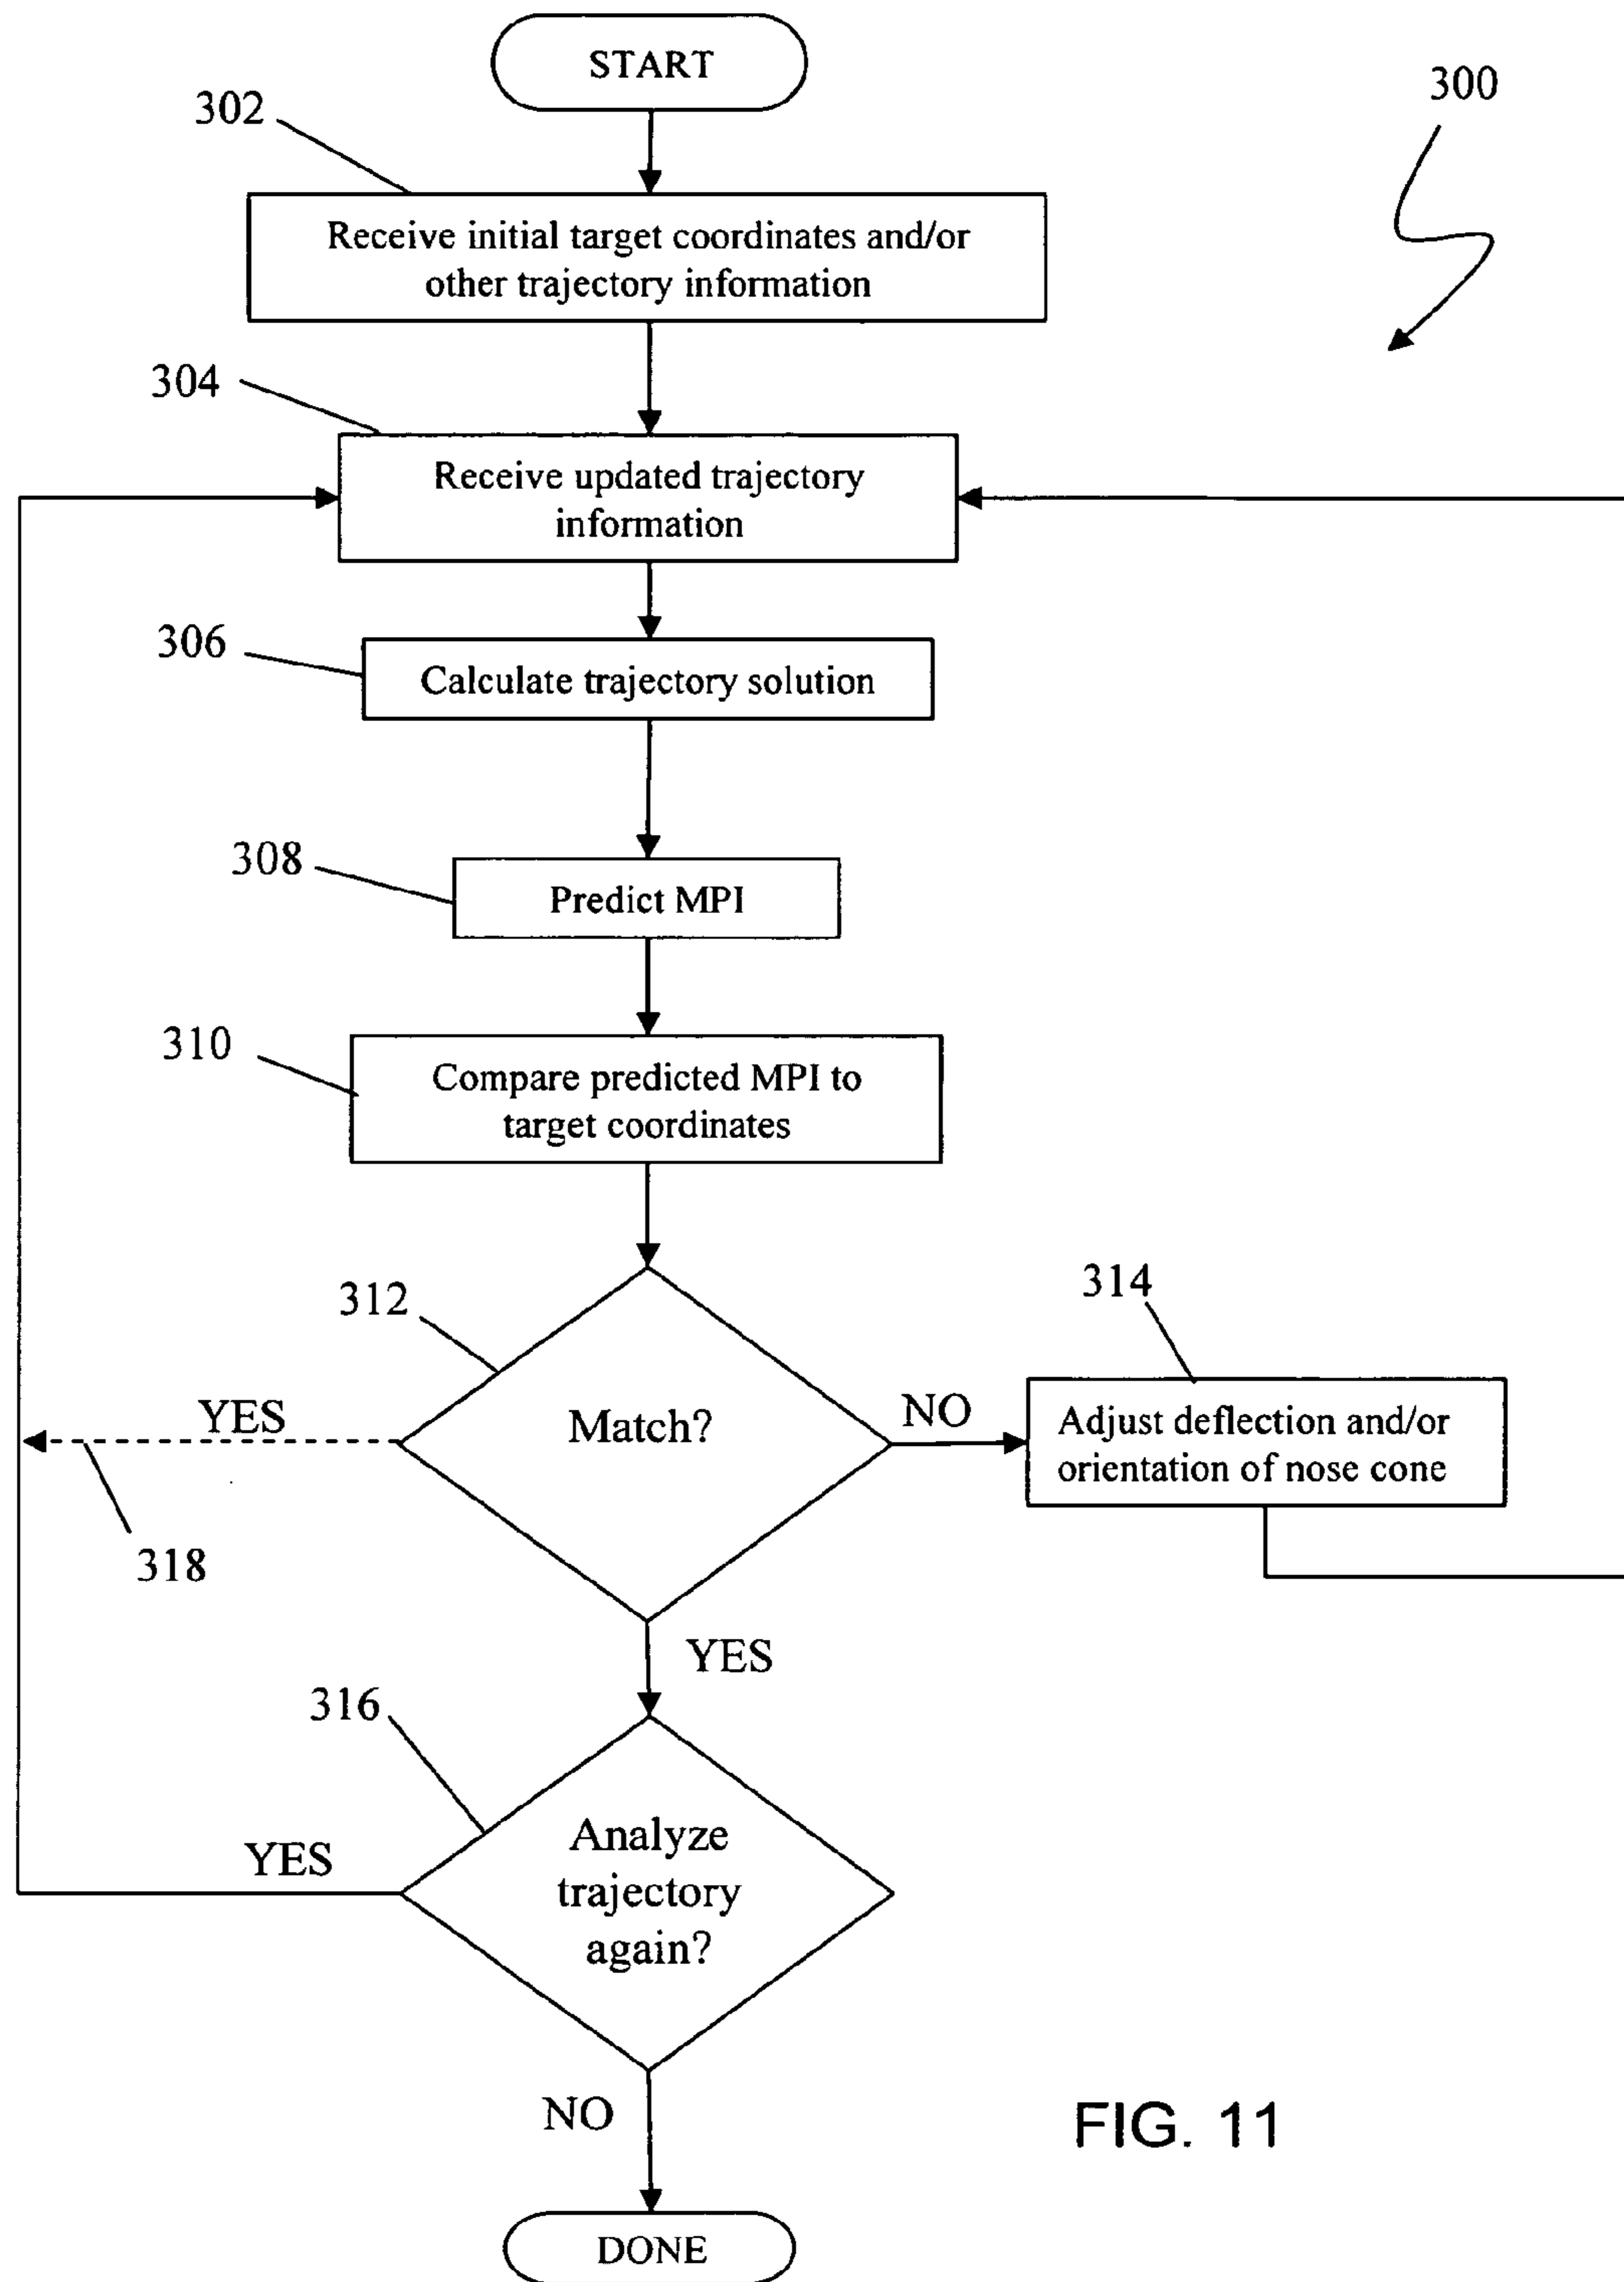 START
300
302
Receive initial target coordinates and/or
other trajectory information
304
Receive updated trajectory
information
306
Calculate trajectory solution
308
Predict MPI
310
Compare predicted MPI to
target coordinates
312
314
YES
Match?
NO
Adjust deflection and/or
orientation of nose cone
318
YES
316
Analyze
trajectory
again?
YES
NO
FIG. 11
DONE